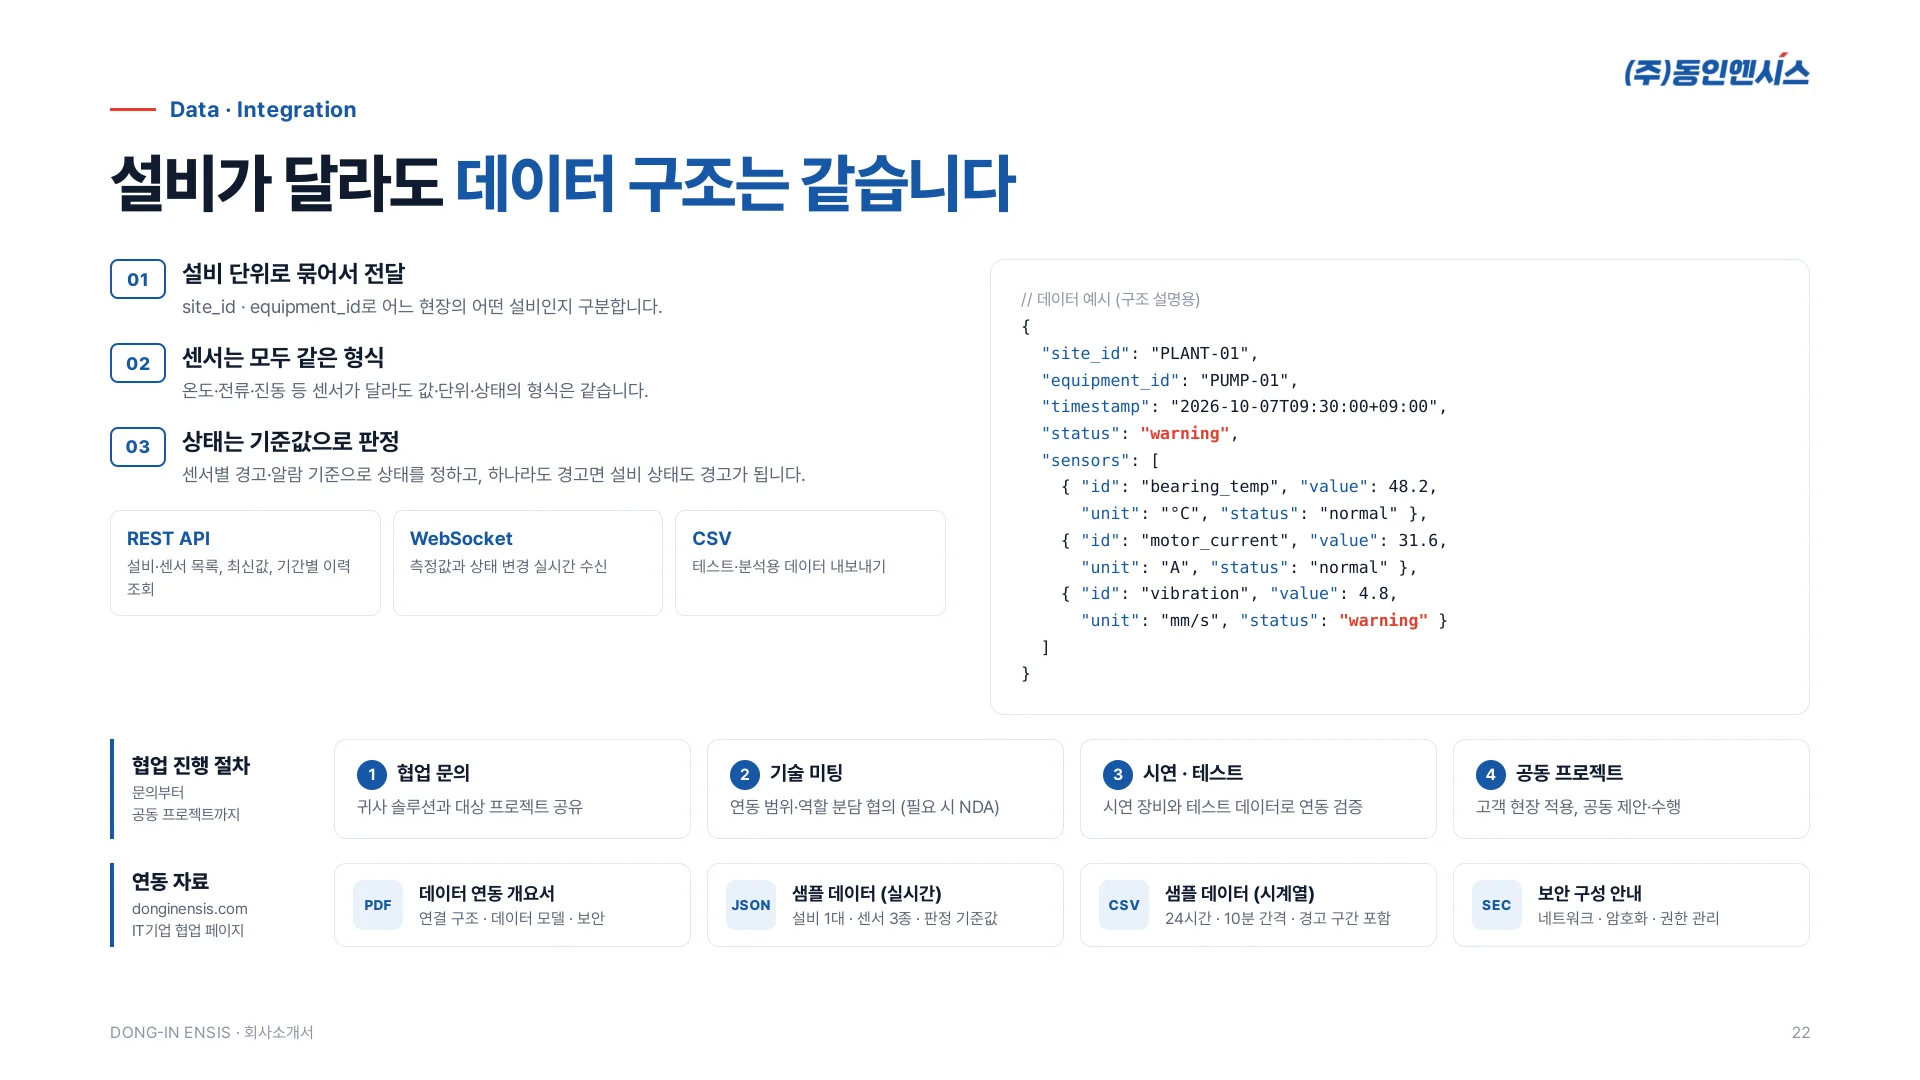 (주)동인엔시스
Data · Integration
설비가 달라도 데이터 구조는 같습니다
01
설비 단위로 묶어서 전달
site_id · equipment_id로 어느 현장의 어떤 설비인지 구분합니다.
02
센서는 모두 같은 형식
온도·전류·진동 등 센서가 달라도 값·단위·상태의 형식은 같습니다.
03
상태는 기준값으로 판정
센서별 경고·알람 기준으로 상태를 정하고, 하나라도 경고면 설비 상태도 경고가 됩니다.
REST API
설비·센서 목록, 최신값, 기간별 이력
조회
WebSocket
측정값과 상태 변경 실시간 수신
CSV
테스트·분석용 데이터 내보내기
// 데이터 예시 (구조 설명용)
{
"site_id": "PLANT-01",
"equipment_id": "PUMP-01",
"timestamp": "2026-10-07T09:30:00+09:00",
"status": "warning",
"sensors": [
{ "id": "bearing_temp", "value": 48.2,
"unit": "°C", "status": "normal" },
{ "id": "motor_current", "value": 31.6,
"unit": "A", "status": "normal" },
{ "id": "vibration", "value": 4.8,
"unit": "mm/s", "status": "warning" }
]
}
협업 진행 절차
문의부터
공동 프로젝트까지
1 협업 문의
귀사 솔루션과 대상 프로젝트 공유
2 기술 미팅
연동 범위·역할 분담 협의 (필요 시 NDA)
3 시연 · 테스트
시연 장비와 테스트 데이터로 연동 검증
4 공동 프로젝트
고객 현장 적용, 공동 제안·수행
연동 자료
donginensis.com
IT기업 협업 페이지
PDF
데이터 연동 개요서
연결 구조 · 데이터 모델 · 보안
JSON
샘플 데이터 (실시간)
설비 1대 · 센서 3종 · 판정 기준값
CSV
샘플 데이터 (시계열)
24시간 · 10분 간격 · 경고 구간 포함
SEC
보안 구성 안내
네트워크 · 암호화 · 권한 관리
DONG-IN ENSIS · 회사소개서
22